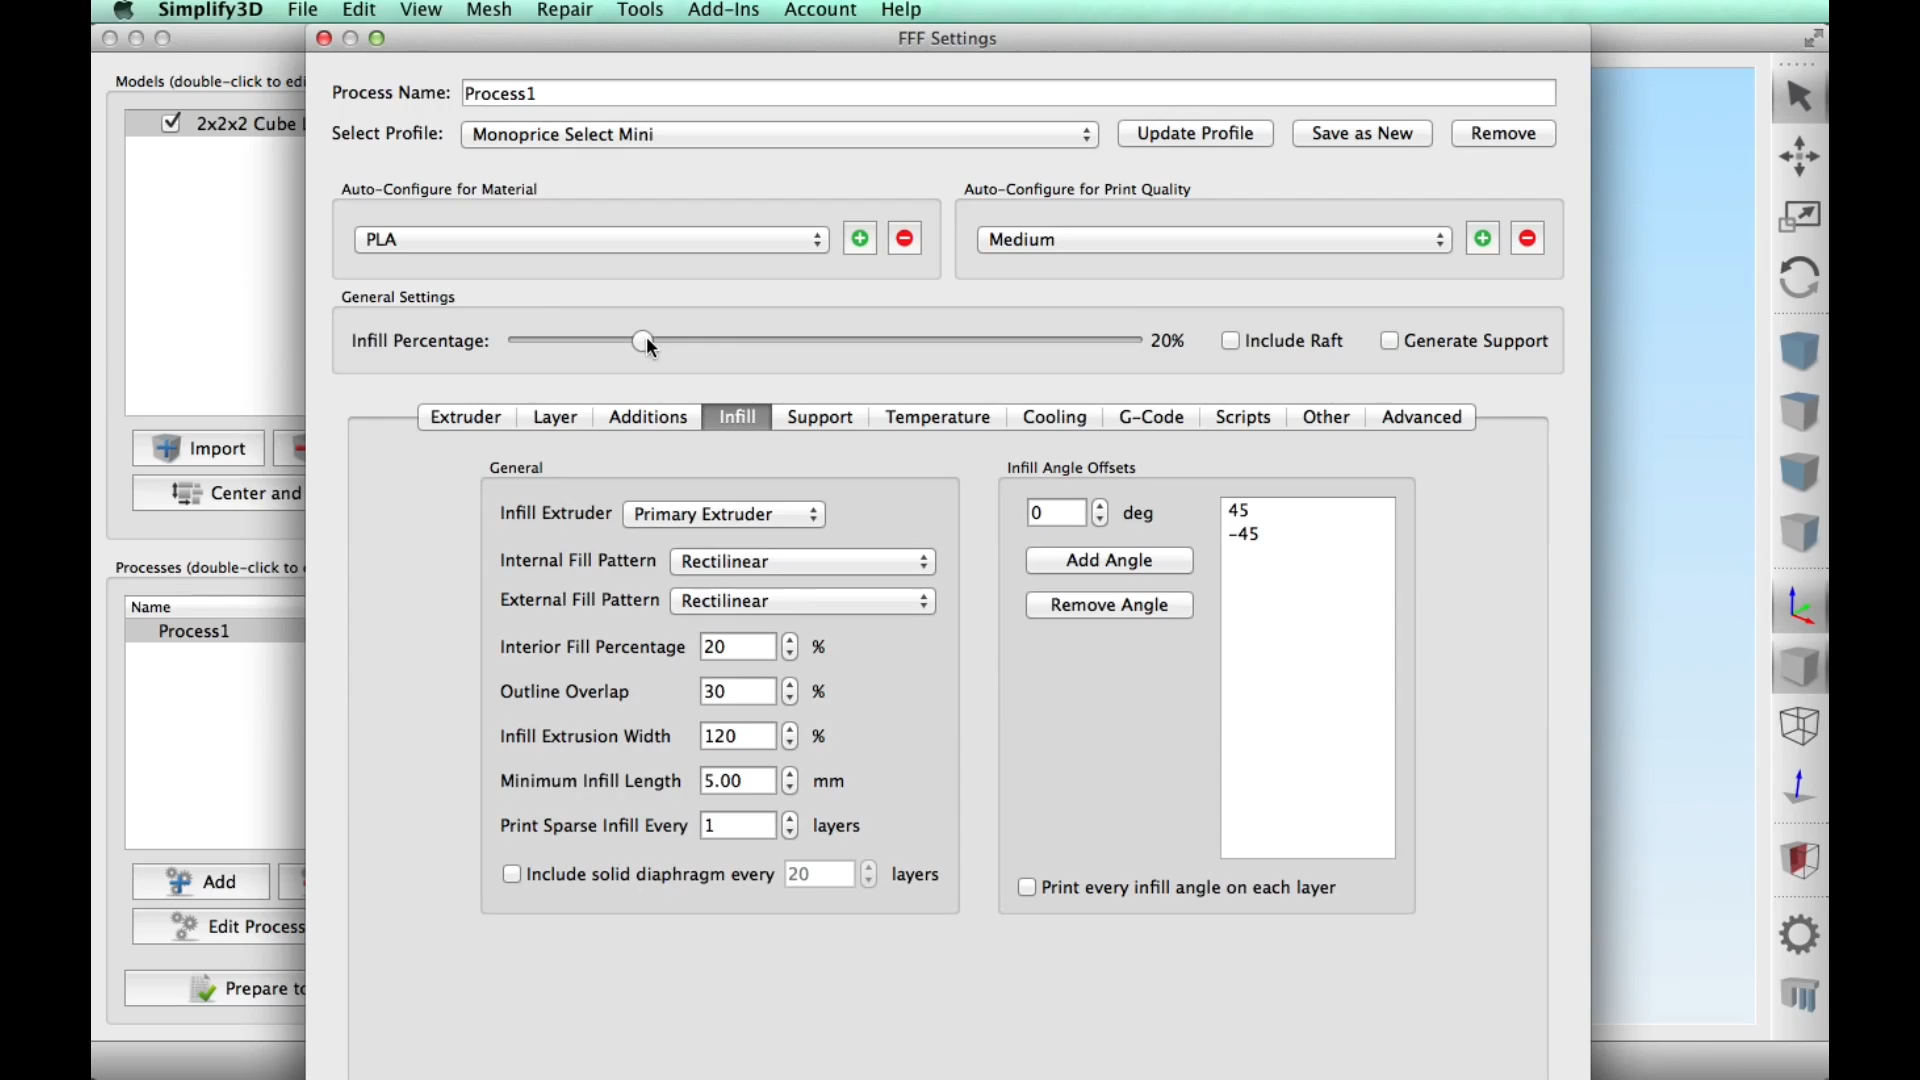 Simplify3D File Edit View Mesh Repair Tools Add-Ins Account Help
FFF Settings
Models (double-click to edi
2x2x2 Cube
Import
Center and
Processes (double-click to
Name
Process1
Add
Edit Process
Prepare to
Process Name: Process1
Select Profile: Monoprice Select Mini Update Profile Save as New Remove
Auto-Configure for Material
PLA
Auto-Configure for Print Quality
Medium
General Settings
Infill Percentage: 20% Include Raft Generate Support
Extruder Layer Additions Infill Support Temperature Cooling G-Code Scripts Other Advanced
General
Infill Extruder Primary Extruder
Internal Fill Pattern Rectilinear
External Fill Pattern Rectilinear
Interior Fill Percentage 20 %
Outline Overlap 30 %
Infill Extrusion Width 120 %
Minimum Infill Length 5.00 mm
Print Sparse Infill Every 1 layers
Include solid diaphragm every 20 layers
Infill Angle Offsets
0 deg
Add Angle
Remove Angle
45
-45
Print every infill angle on each layer